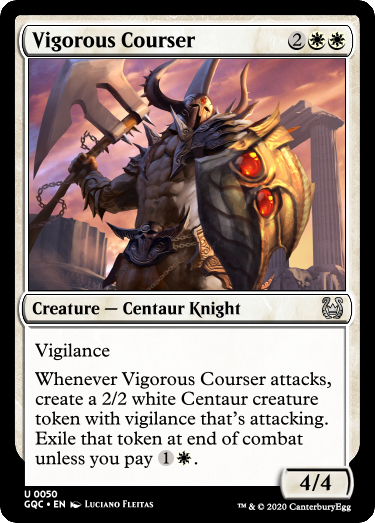 Vigorous Courser 2
Creature — Centaur Knight
Vigilance
Whenever Vigorous Courser attacks,
create a 2/2 white Centaur creature
token with vigilance that's attacking.
Exile that token at end of combat
unless you pay 1 .
4/4
U 0050
GQC • EN Luciano Fleitas
™ & © 2020 CanterburyEgg